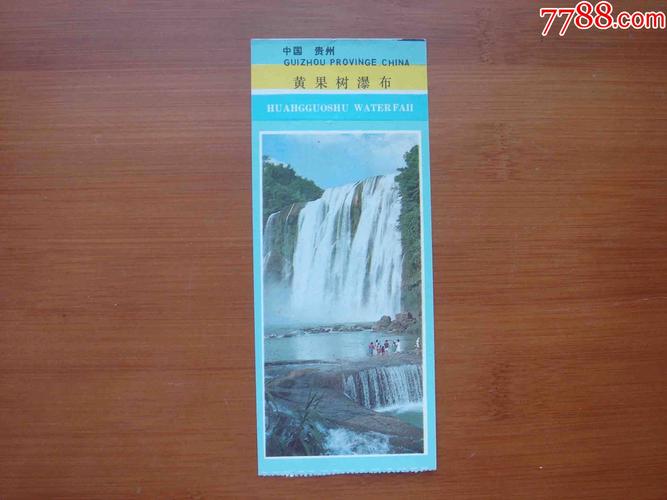 7788.com
中国 贵州
GUIZHOU PROVINGE CHINA
黄果树瀑布
HUAHGGUOSHU WATERFAII